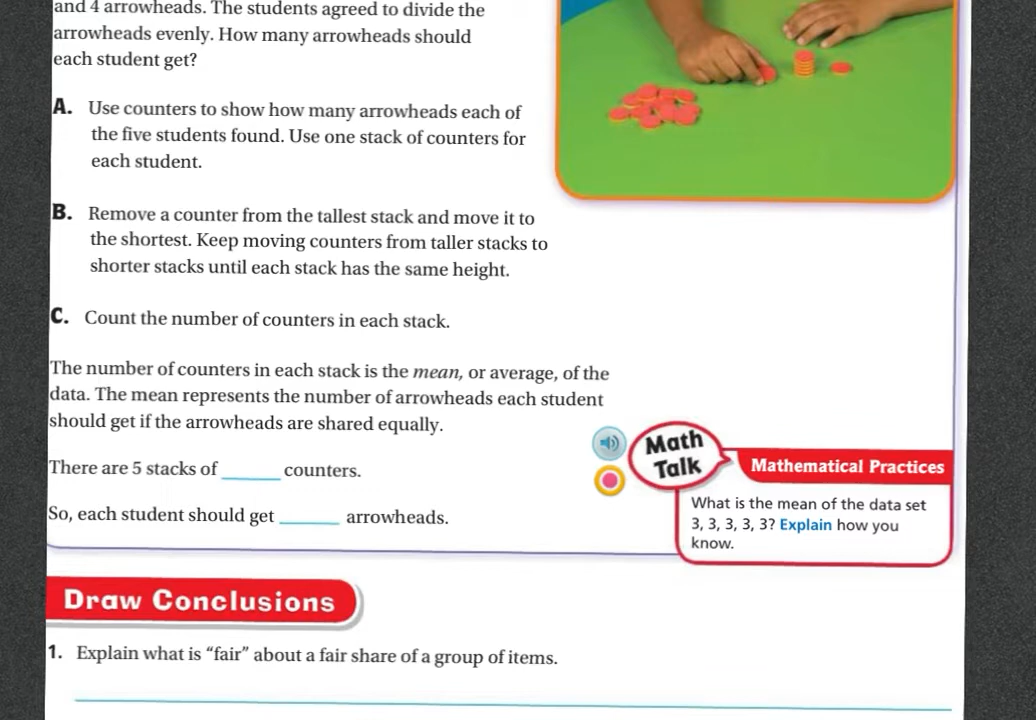 and 4 arrowheads. The students agreed to divide the
arrowheads evenly. How many arrowheads should
each student get?
A. Use counters to show how many arrowheads each of
the five students found. Use one stack of counters for
each student.
B. Remove a counter from the tallest stack and move it to
the shortest. Keep moving counters from taller stacks to
shorter stacks until each stack has the same height.
C. Count the number of counters in each stack.
The number of counters in each stack is the mean, or average, of the
data. The mean represents the number of arrowheads each student
should get if the arrowheads are shared equally.
There are 5 stacks of ______ counters.
So, each student should get ______ arrowheads.
Math
Talk
Mathematical Practices
What is the mean of the data set
3, 3, 3, 3, 3? Explain how you
know.
Draw Conclusions
1. Explain what is “fair” about a fair share of a group of items.